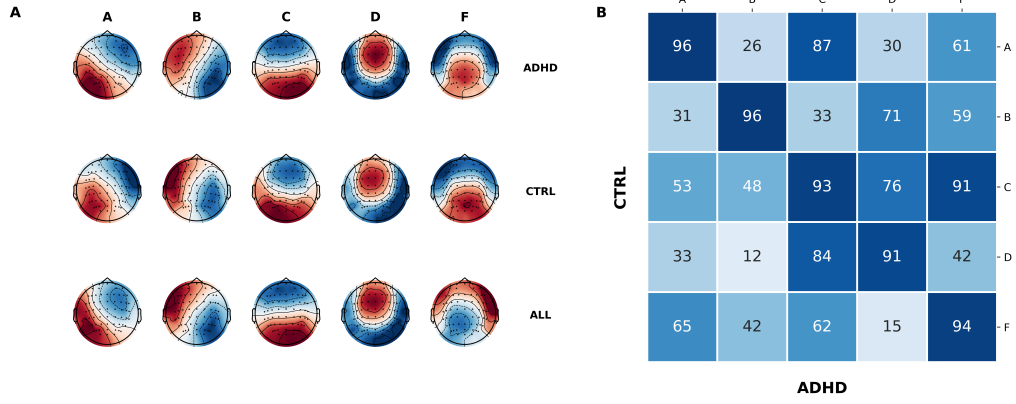 A
A B C D F
ADHD
CTRL
ALL
B
A B C D F
96 26 87 30 61 A
31 96 33 71 59 B
53 48 93 76 91 C
33 12 84 91 42 D
65 42 62 15 94 F
CTRL
ADHD